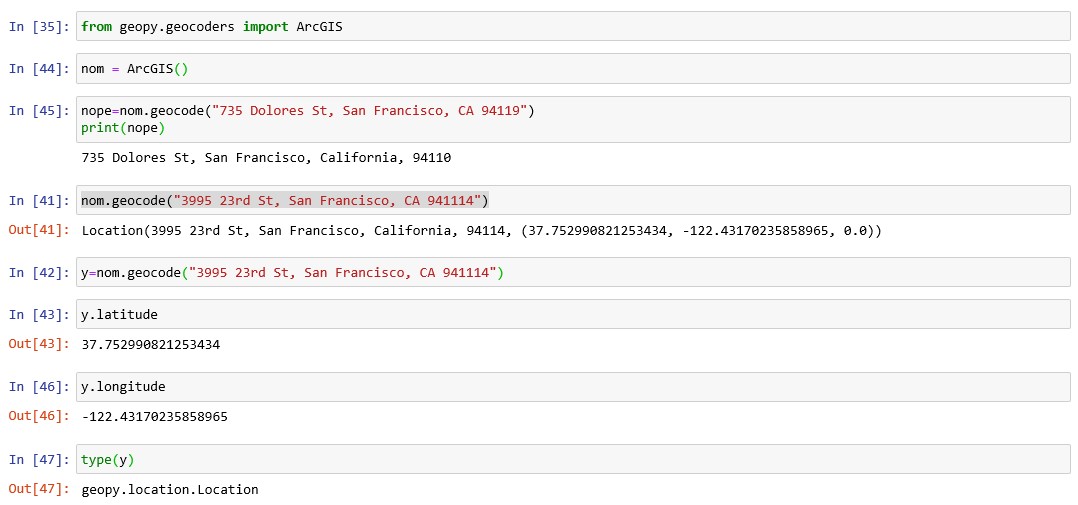 In [35]: from geopy.geocoders import ArcGIS
In [44]: nom = ArcGIS()
In [45]: nope=nom.geocode("735 Dolores St, San Francisco, CA 94119")
print(nope)
735 Dolores St, San Francisco, California, 94110
In [41]: nom.geocode("3995 23rd St, San Francisco, CA 941114")
Out[41]: Location(3995 23rd St, San Francisco, California, 94114, (37.752990821253434, -122.43170235858965, 0.0))
In [42]: y=nom.geocode("3995 23rd St, San Francisco, CA 941114")
In [43]: y.latitude
Out[43]: 37.752990821253434
In [46]: y.longitude
Out[46]: -122.43170235858965
In [47]: type(y)
Out[47]: geopy.location.Location